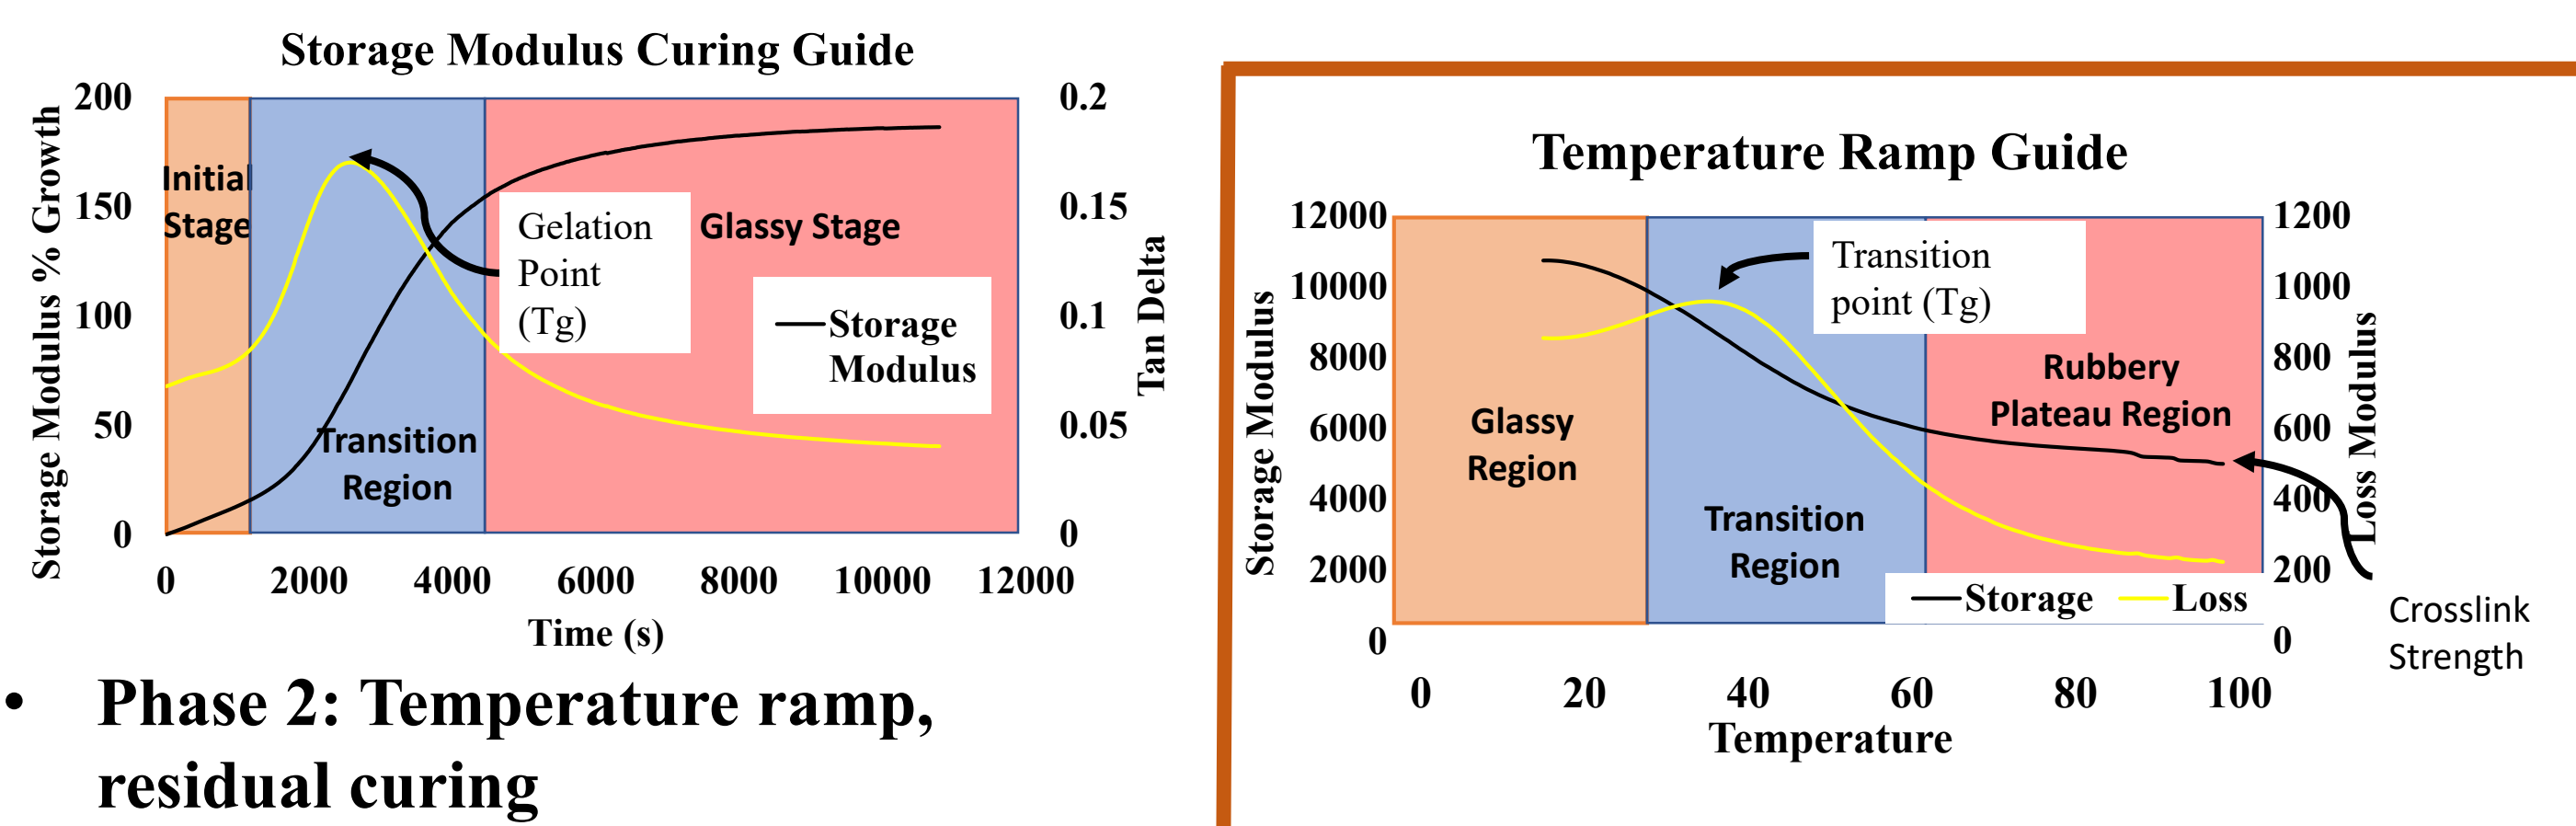 Storage Modulus Curing Guide
Storage Modulus % Growth
200
150
100
50
0
Initial
Stage
Transition
Region
Gelation
Point
(Tg)
Glassy Stage
Storage
Modulus
0.2
0.15
0.1
0.05
0
Tan Delta
0 2000 4000 6000 8000 10000 12000
Time (s)
• Phase 2: Temperature ramp,
residual curing
Temperature Ramp Guide
Storage Modulus
12000
10000
8000
6000
4000
2000
0
Glassy
Region
Transition
Region
Transition
point (Tg)
Rubbery
Plateau Region
Storage Loss
1200
1000
800
600
400
200
0
Loss Modulus
0 20 40 60 80 100
Temperature
Crosslink
Strength